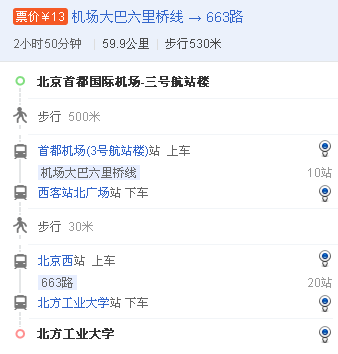 票价¥13 机场大巴六里桥线 → 663路
2小时50分钟 | 59.9公里 | 步行530米
北京首都国际机场-三号航站楼
步行 500米
首都机场(3号航站楼)站 上车
机场大巴六里桥线 10站
西客站北广场站 下车
步行 30米
北京西站 上车
663路 20站
北方工业大学站 下车
北方工业大学